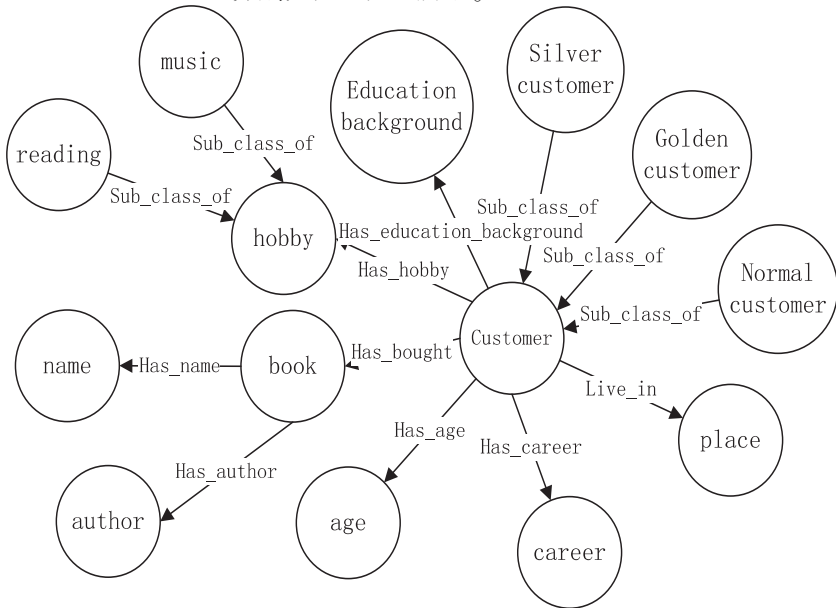 music
Silver
customer
Education
background
Golden
customer
reading
Sub_class_of
Sub_class_of
Sub_class_of
hobby
Has_education_background
Sub_class_of
Has_hobby
Normal
customer
Sub_class_of
Customer
name
Has_name
book
Has_bought
Live_in
place
Has_age
Has_career
Has_author
author
age
career